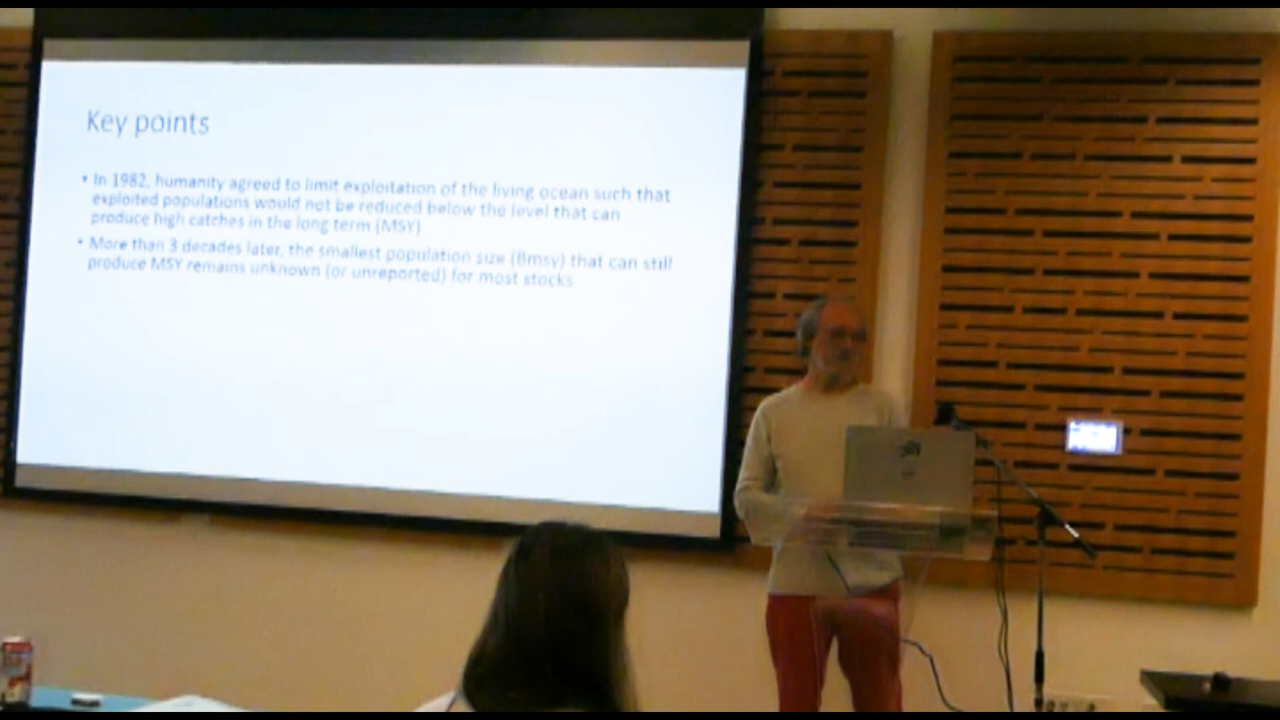 Key points
• In 1982, humanity agreed to limit exploitation of the living ocean such that
exploited populations would not be reduced below the level that can
produce high catches in the long term (MSY)
• More than 3 decades later, the smallest population size (Bmsy) that can still
produce MSY remains unknown (or unreported) for most stocks